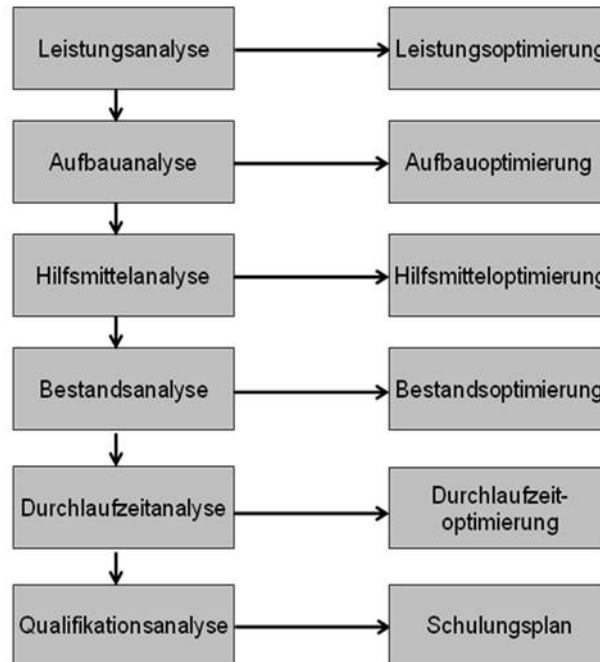 Leistungsanalyse
Leistungsoptimierung
Aufbauanalyse
Aufbauoptimierung
Hilfsmittelanalyse
Hilfsmitteloptimierung
Bestandsanalyse
Bestandsoptimierung
Durchlaufzeitanalyse
Durchlaufzeit-
optimierung
Qualifikationsanalyse
Schulungsplan